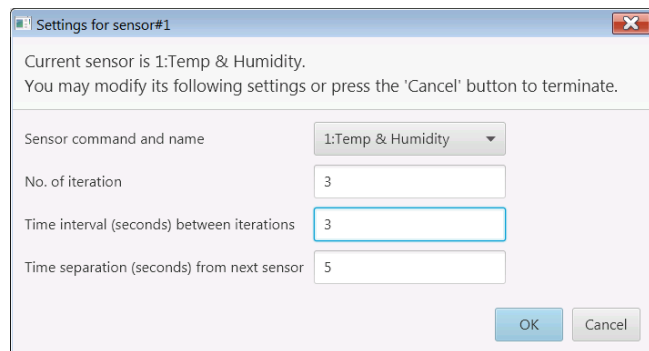 Settings for sensor#1
Current sensor is 1:Temp & Humidity.
You may modify its following settings or press the 'Cancel' button to terminate.
Sensor command and name 1:Temp & Humidity
No. of iteration 3
Time interval (seconds) between iterations 3
Time separation (seconds) from next sensor 5
OK Cancel